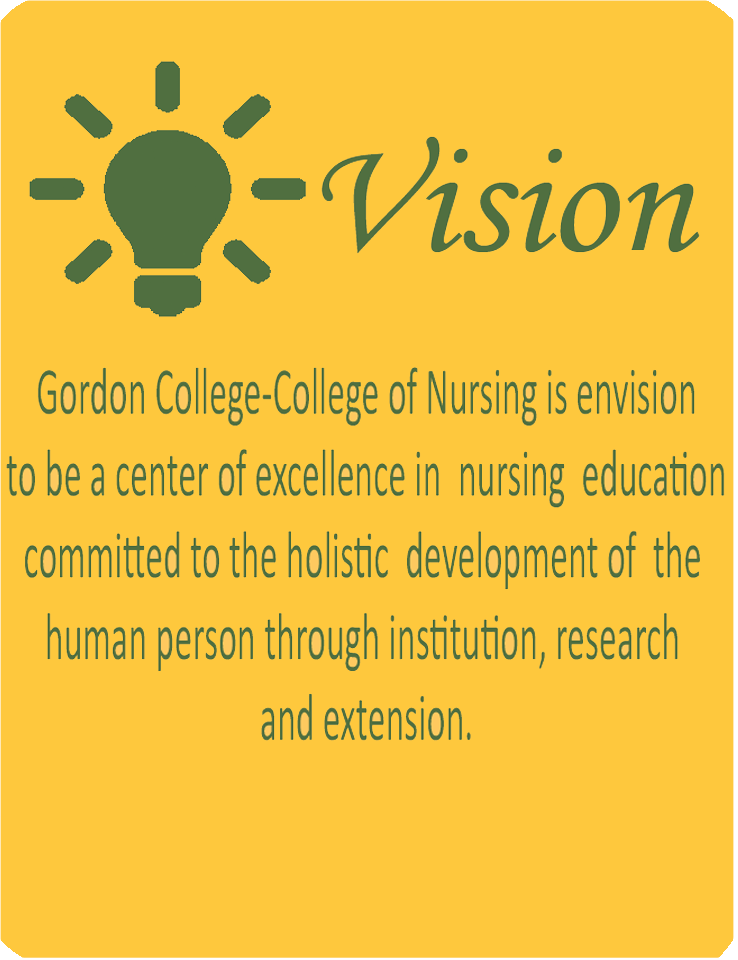 Vision
Gordon College-College of Nursing is envision
to be a center of excellence in nursing education
committed to the holistic development of the
human person through institution, research
and extension.